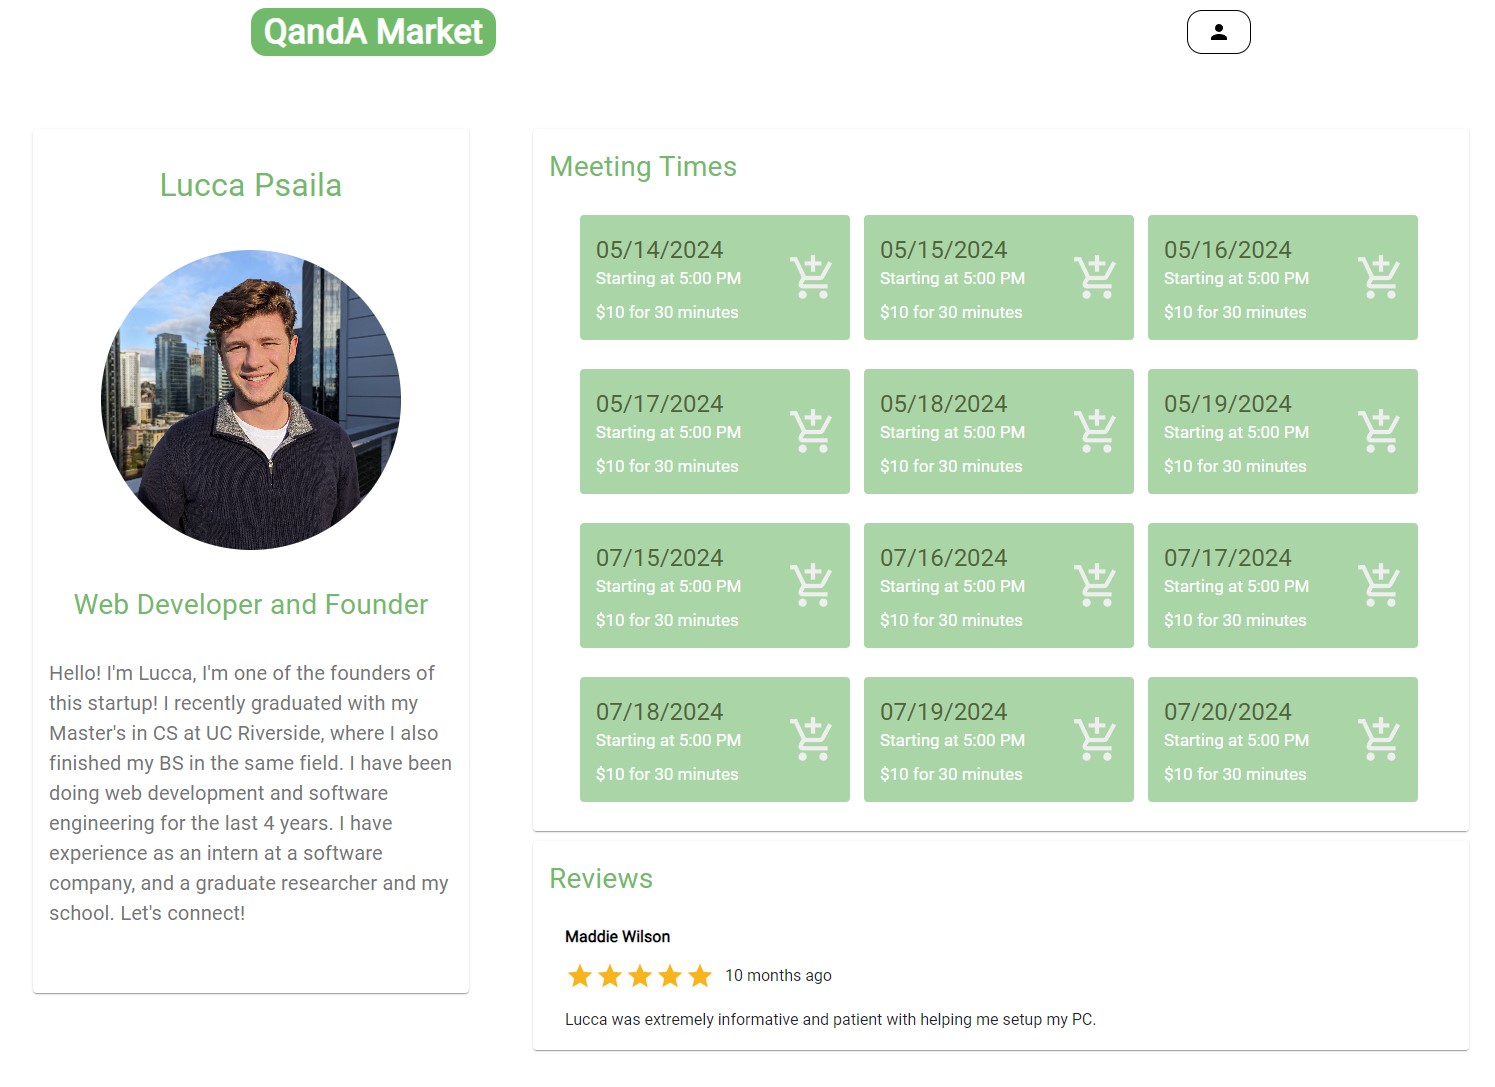 QandA Market
Lucca Psaila
Web Developer and Founder
Hello! I'm Lucca, I'm one of the founders of
this startup! I recently graduated with my
Master's in CS at UC Riverside, where I also
finished my BS in the same field. I have been
doing web development and software
engineering for the last 4 years. I have
experience as an intern at a software
company, and a graduate researcher and my
school. Let's connect!
Meeting Times
05/14/2024
Starting at 5:00 PM
$10 for 30 minutes
05/15/2024
Starting at 5:00 PM
$10 for 30 minutes
05/16/2024
Starting at 5:00 PM
$10 for 30 minutes
05/17/2024
Starting at 5:00 PM
$10 for 30 minutes
05/18/2024
Starting at 5:00 PM
$10 for 30 minutes
05/19/2024
Starting at 5:00 PM
$10 for 30 minutes
07/15/2024
Starting at 5:00 PM
$10 for 30 minutes
07/16/2024
Starting at 5:00 PM
$10 for 30 minutes
07/17/2024
Starting at 5:00 PM
$10 for 30 minutes
07/18/2024
Starting at 5:00 PM
$10 for 30 minutes
07/19/2024
Starting at 5:00 PM
$10 for 30 minutes
07/20/2024
Starting at 5:00 PM
$10 for 30 minutes
Reviews
Maddie Wilson
10 months ago
Lucca was extremely informative and patient with helping me setup my PC.